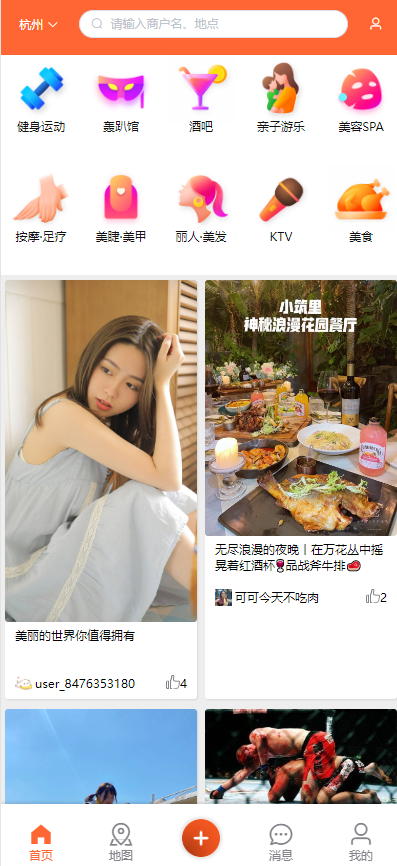 杭州
请输入商户名、地点
健身运动
轰趴馆
酒吧
亲子游乐
美容SPA
按摩·足疗
美睫·美甲
丽人·美发
KTV
美食
小筑里
神秘浪漫花园餐厅
美丽的世界你值得拥有
user_8476353180
4
无尽浪漫的夜晚丨在万花丛中摇
晃着红酒杯🍷品战斧牛排🥩
可可今天不吃肉
2
首页
地图
消息
我的